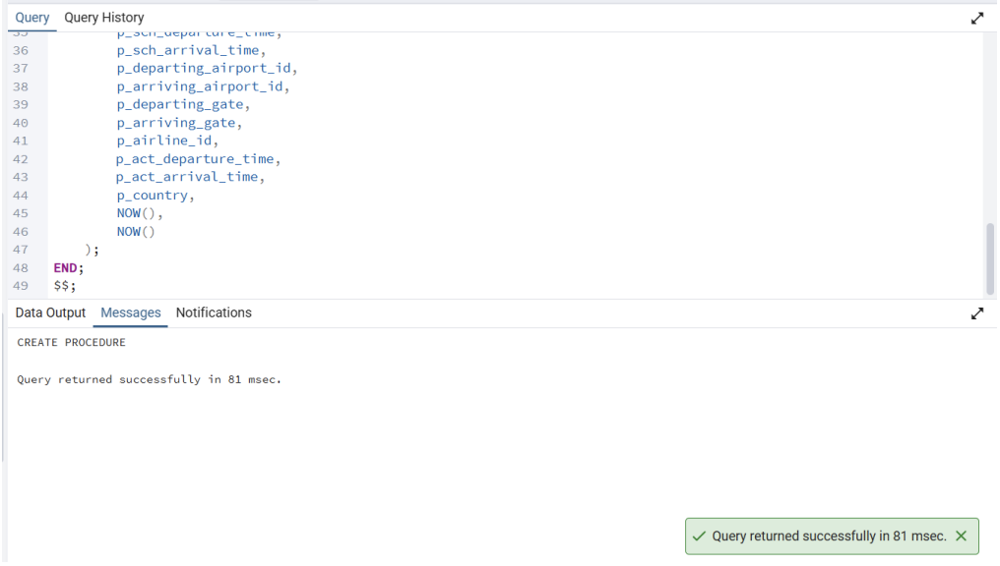 Query Query History
35 p_sch_departure_time,
36 p_sch_arrival_time,
37 p_departing_airport_id,
38 p_arriving_airport_id,
39 p_departing_gate,
40 p_arriving_gate,
41 p_airline_id,
42 p_act_departure_time,
43 p_act_arrival_time,
44 p_country,
45 NOW(),
46 NOW()
47 );
48 END;
49 $$;
Data Output Messages Notifications
CREATE PROCEDURE
Query returned successfully in 81 msec.
Query returned successfully in 81 msec.